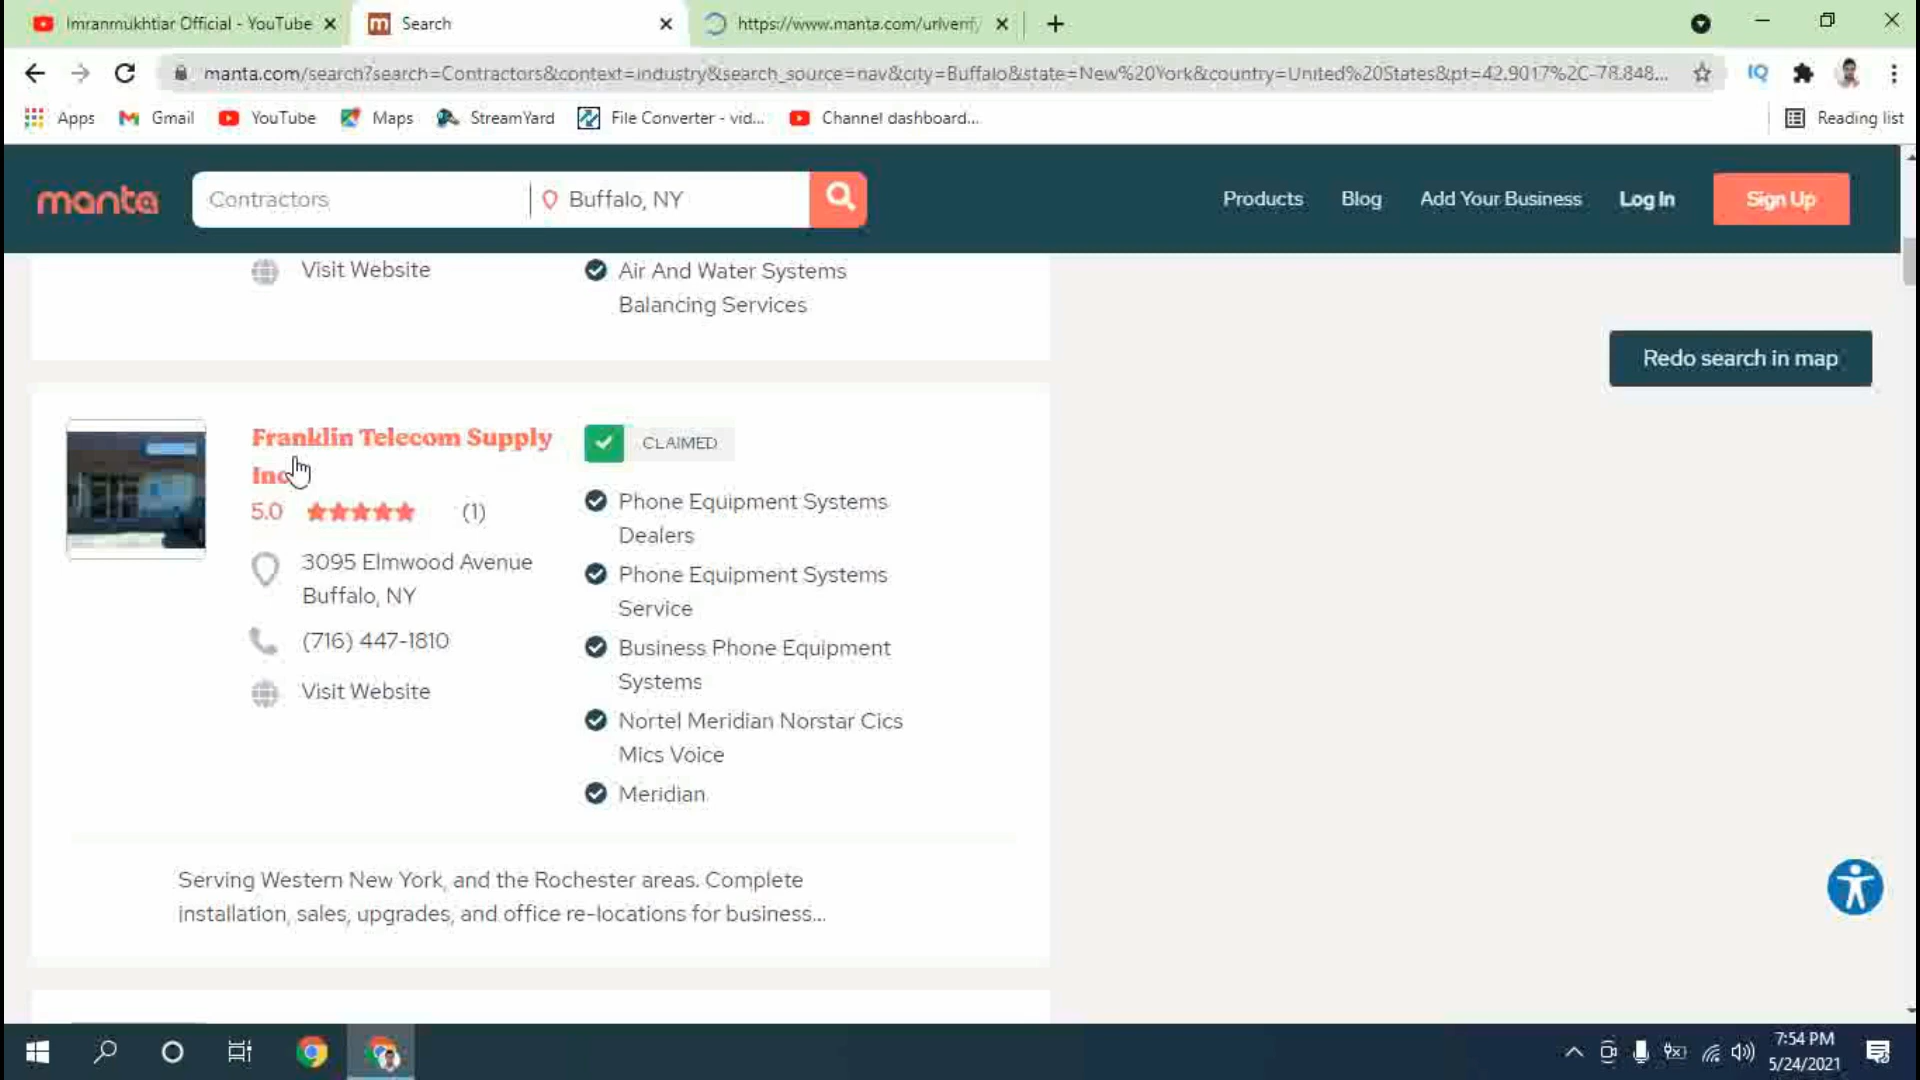 Imranmukhtiar Official - YouTube
Search
https://www.manta.com/urlverify
manta.com/search?search=Contractors&context=industry&search_source=nav&city=Buffalo&state=New%20York&country=United%20States&pt=42.9017%2C-78.848...
IQ
Apps
Gmail
YouTube
Maps
StreamYard
File Converter - vid...
Channel dashboard...
Reading list
manta
Contractors
Buffalo, NY
Products
Blog
Add Your Business
Log In
Sign Up
Visit Website
Air And Water Systems
Balancing Services
Redo search in map
Franklin Telecom Supply
Inc
5.0
(1)
3095 Elmwood Avenue
Buffalo, NY
(716) 447-1810
Visit Website
CLAIMED
Phone Equipment Systems
Dealers
Phone Equipment Systems
Service
Business Phone Equipment
Systems
Nortel Meridian Norstar Cics
Mics Voice
Meridian
Serving Western New York, and the Rochester areas. Complete
installation, sales, upgrades, and office re-locations for business...
7:54 PM
5/24/2021